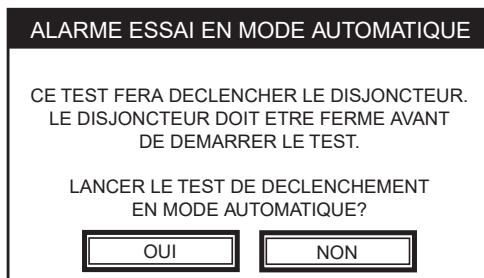 ALARME ESSAI EN MODE AUTOMATIQUE
CE TEST FERA DECLENCHER LE DISJONCTEUR.
LE DISJONCTEUR DOIT ETRE FERME AVANT
DE DEMARRER LE TEST.
LANCER LE TEST DE DECLENCHEMENT
EN MODE AUTOMATIQUE?
OUI
NON